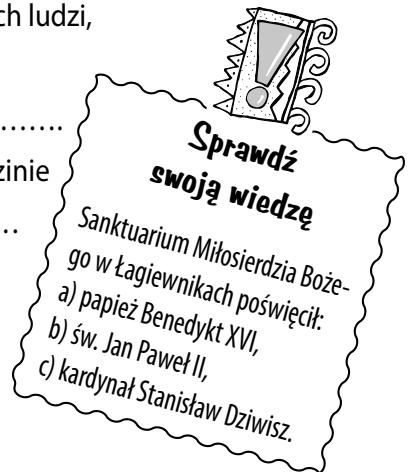 ch ludzi,
……..
zinie
…
!
Sprawdź
swoją wiedzę
Sanktuarium Miłosierdzia Boże-
go w Łagiewnikach poświęcił:
a) papież Benedykt XVI,
b) św. Jan Paweł II,
c) kardynał Stanisław Dziwisz.